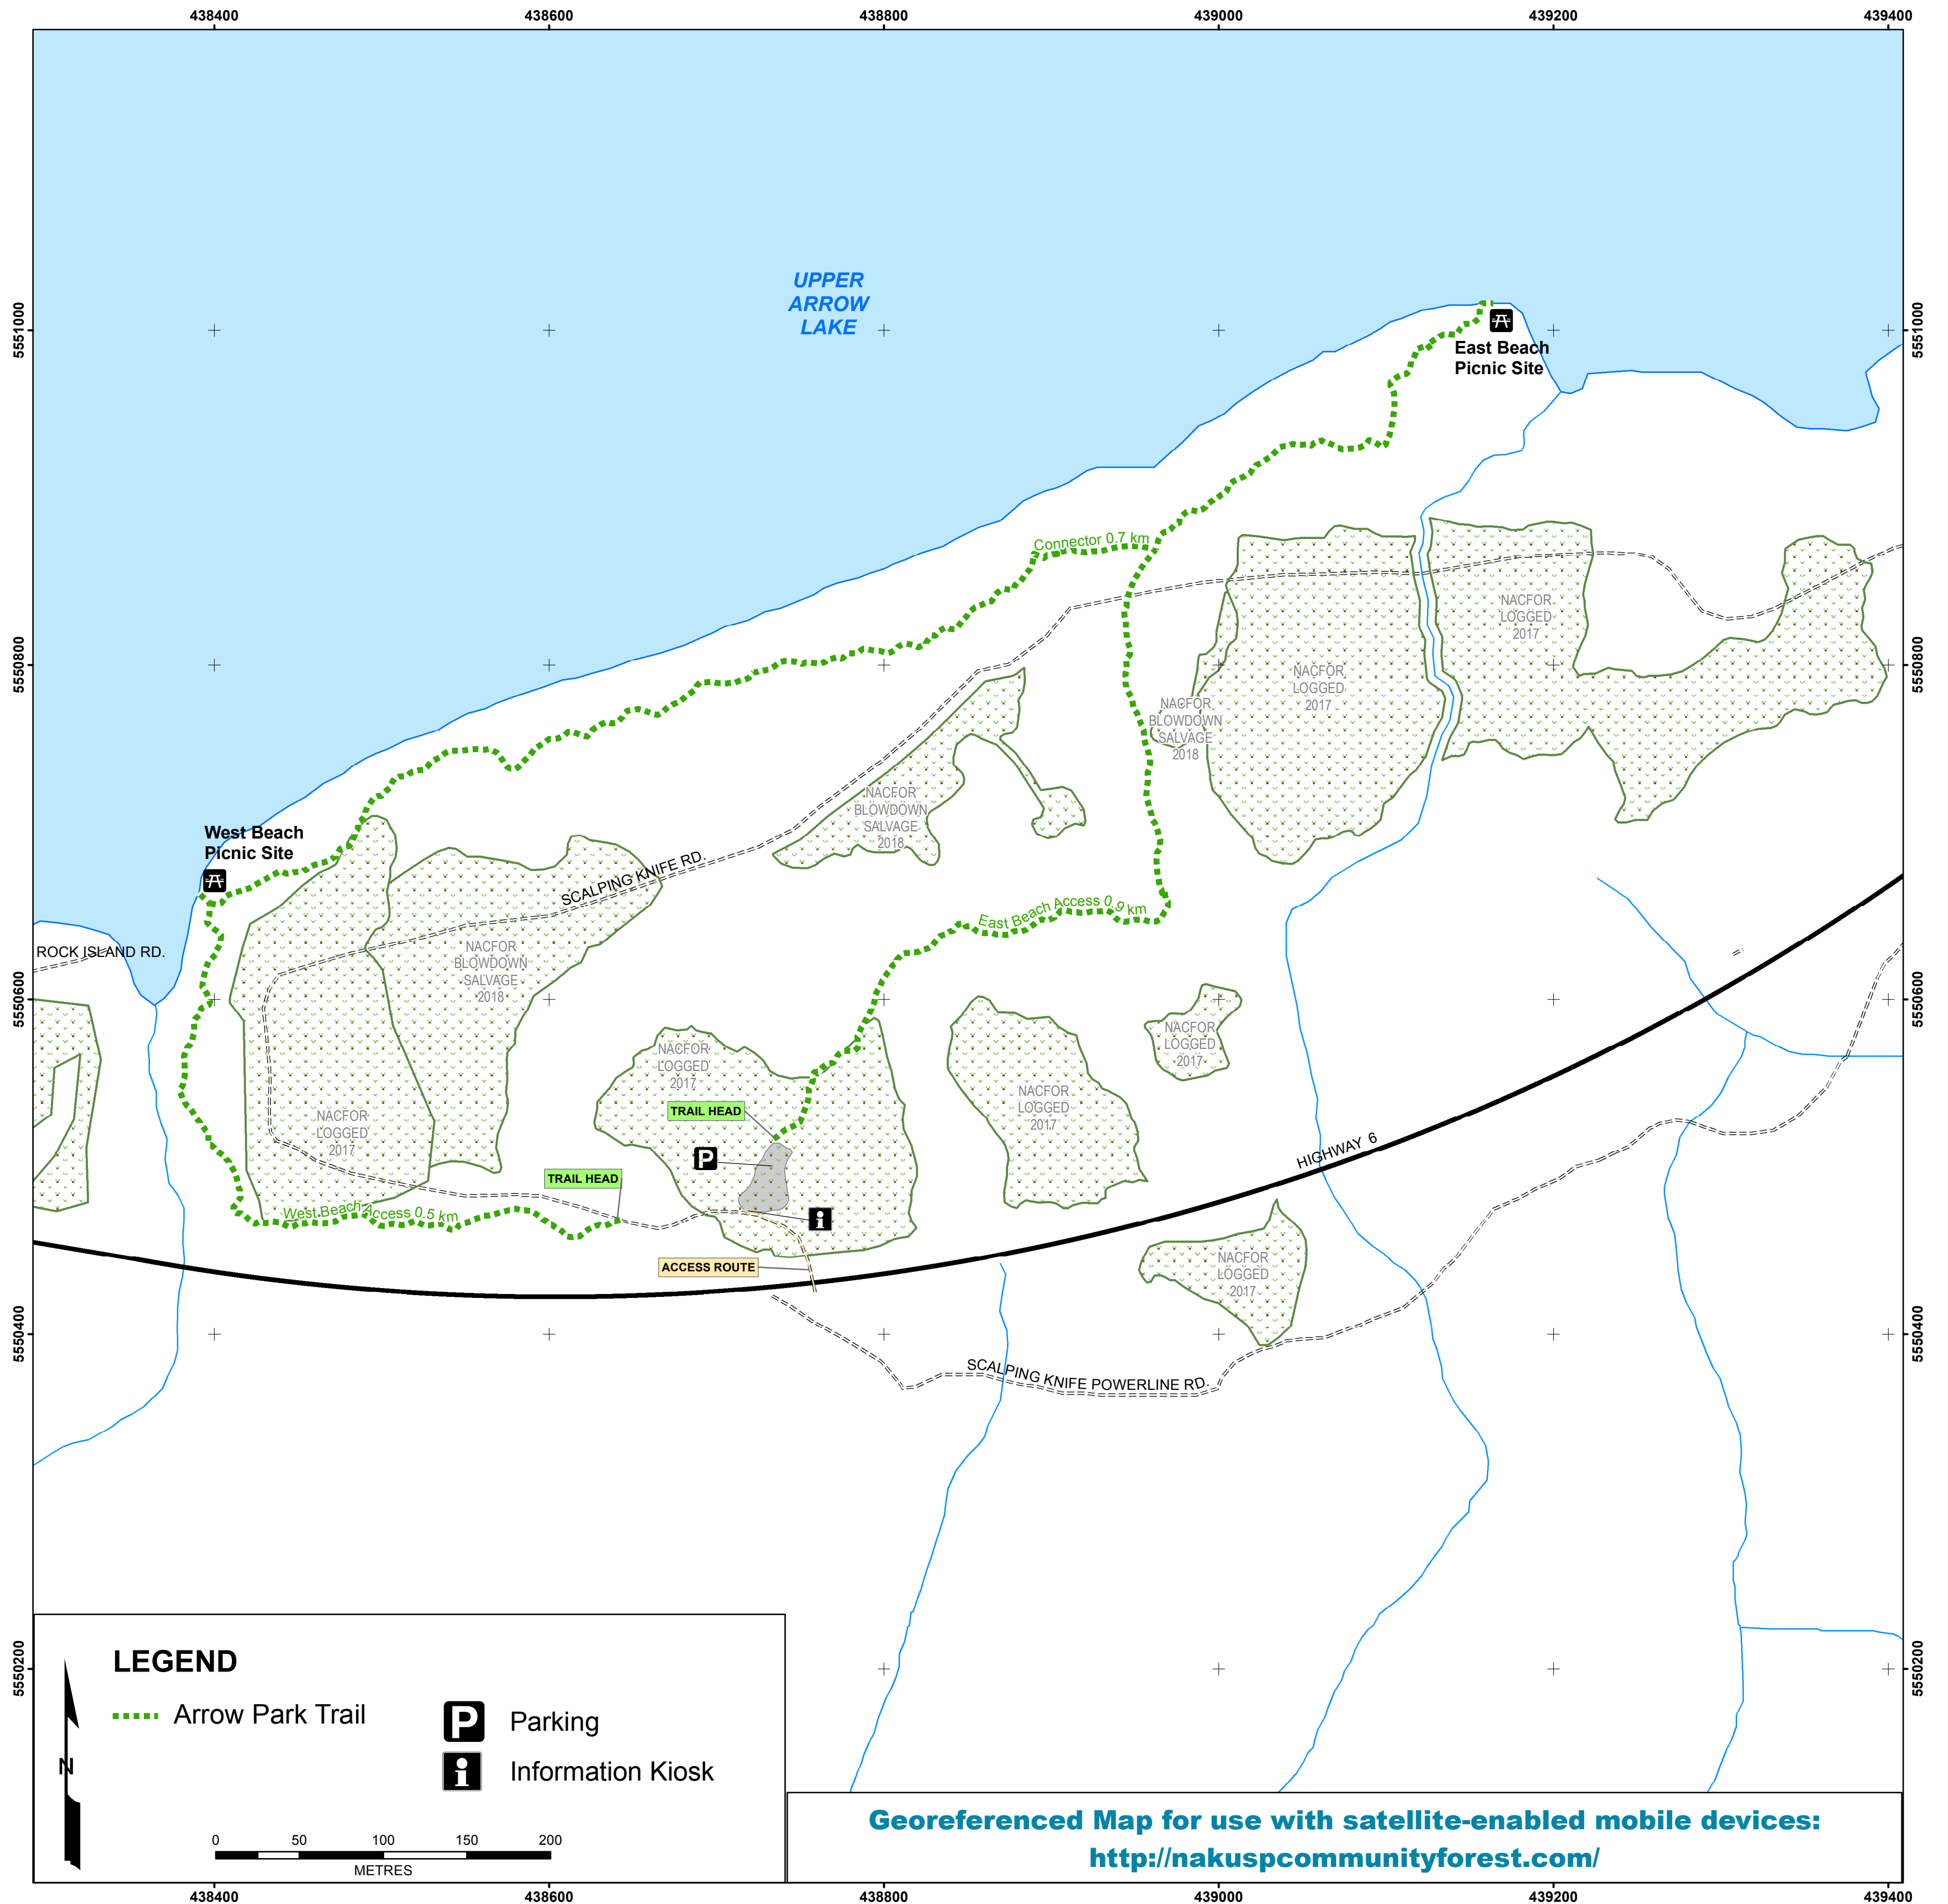 438400
438600
438800
439000
439200
439400
5551000
5551000
UPPER
ARROW
LAKE
East Beach
Picnic Site
Connector 0.7 km
NACFOR
LOGGED
2017
5550800
5550800
NACFOR
LOGGED
2017
NACFOR
BLOWDOWN
SALVAGE
2018
NACFOR
BLOWDOWN
SALVAGE
2018
West Beach
Picnic Site
SCALPING KNIFE RD.
East Beach Access 0.9 km
ROCK ISLAND RD.
NACFOR
BLOWDOWN
SALVAGE
2018
5550600
5550600
NACFOR
LOGGED
2017
NACFOR
LOGGED
2017
NACFOR
LOGGED
2017
NACFOR
LOGGED
2017
TRAIL HEAD
P
HIGHWAY 6
TRAIL HEAD
West Beach Access 0.5 km
i
ACCESS ROUTE
NACFOR
LOGGED
2017
5550400
5550400
SCALPING KNIFE POWERLINE RD.
5550200
5550200
LEGEND
Arrow Park Trail
P Parking
i Information Kiosk
N
0 50 100 150 200
METRES
Georeferenced Map for use with satellite-enabled mobile devices:
http://nakuspcommunityforest.com/
438400
438600
438800
439000
439200
439400